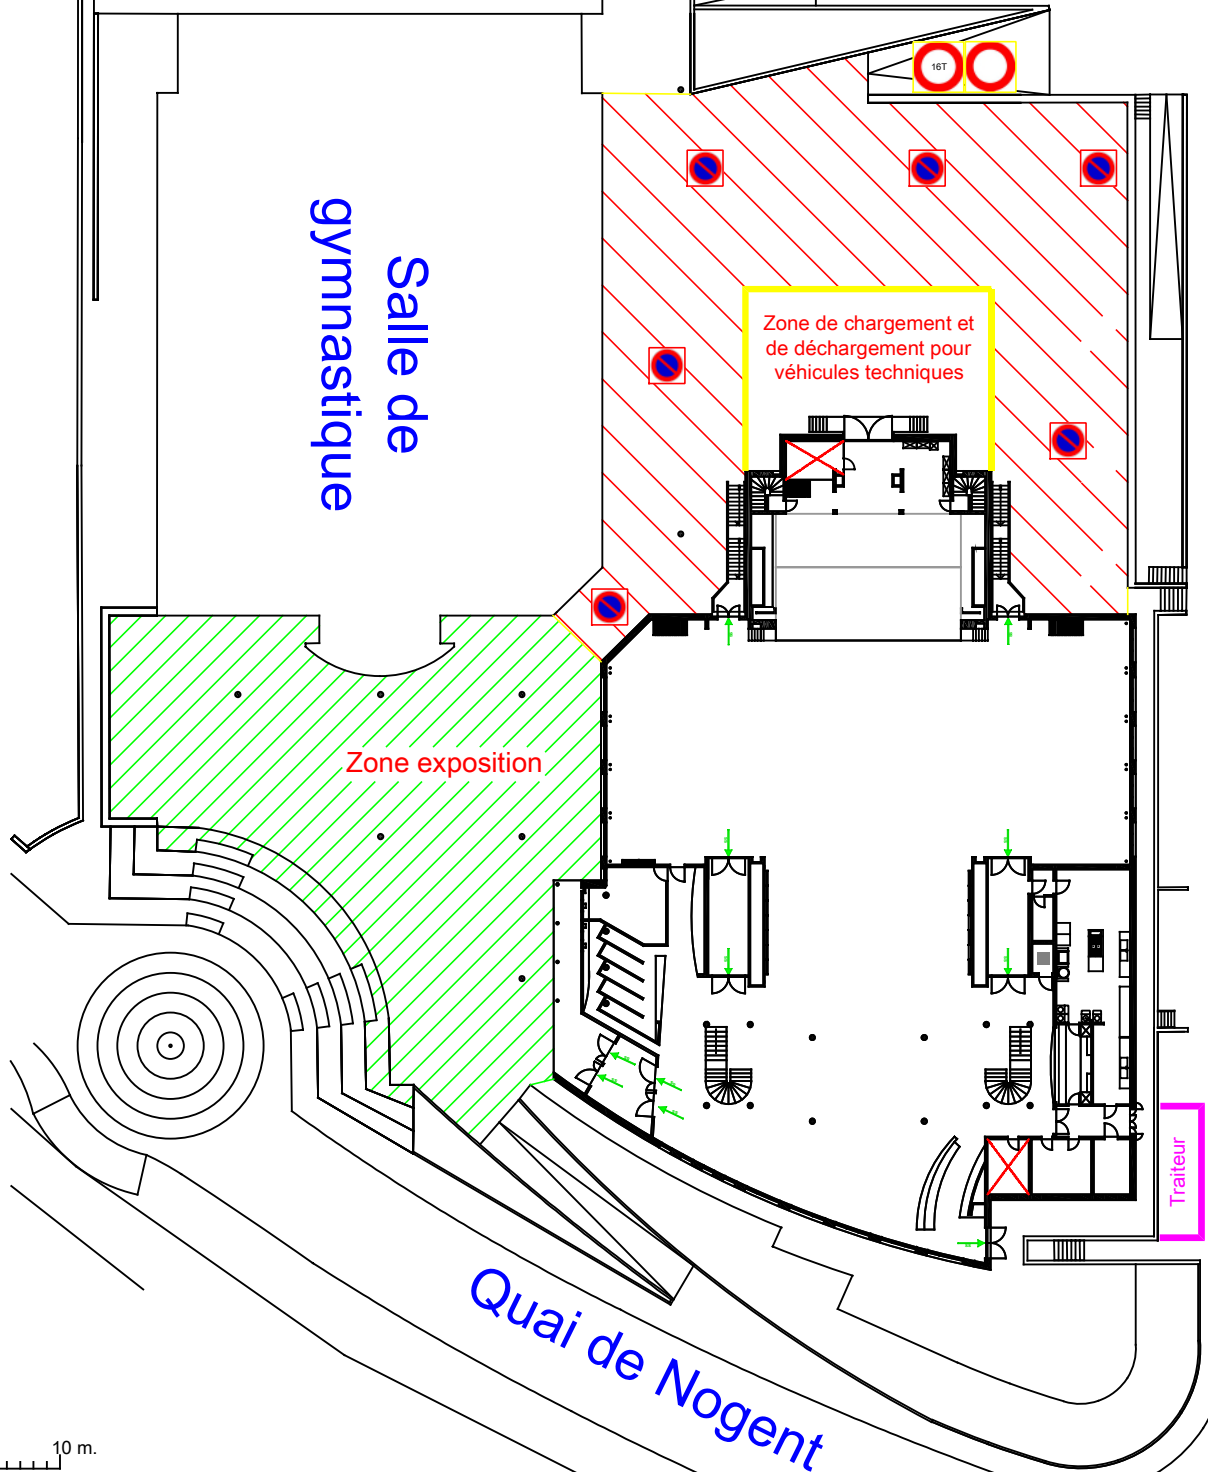 16T
Salle de
gymnastique
Zone de chargement et
de déchargement pour
véhicules techniques
Zone exposition
Traiteur
Quai de Nogent
10 m.